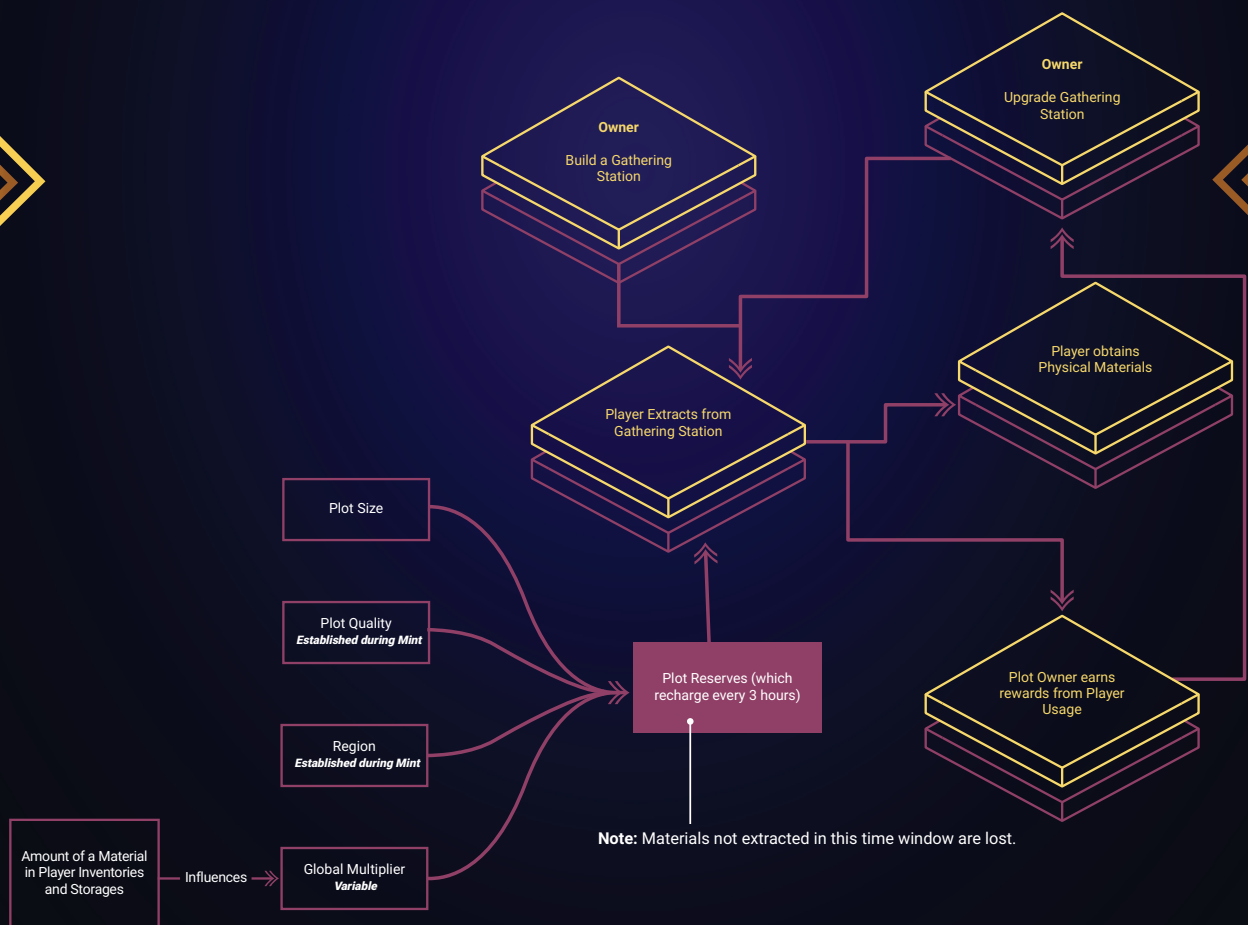 Owner
Upgrade Gathering
Station
Owner
Build a Gathering
Station
Player obtains
Physical Materials
Player Extracts from
Gathering Station
Plot Size
Plot Quality
Established during Mint
Plot Reserves (which
recharge every 3 hours)
Plot Owner earns
rewards from Player
Usage
Region
Established during Mint
Note: Materials not extracted in this time window are lost.
Amount of a Material
in Player Inventories
and Storages
Influences
Global Multiplier
Variable